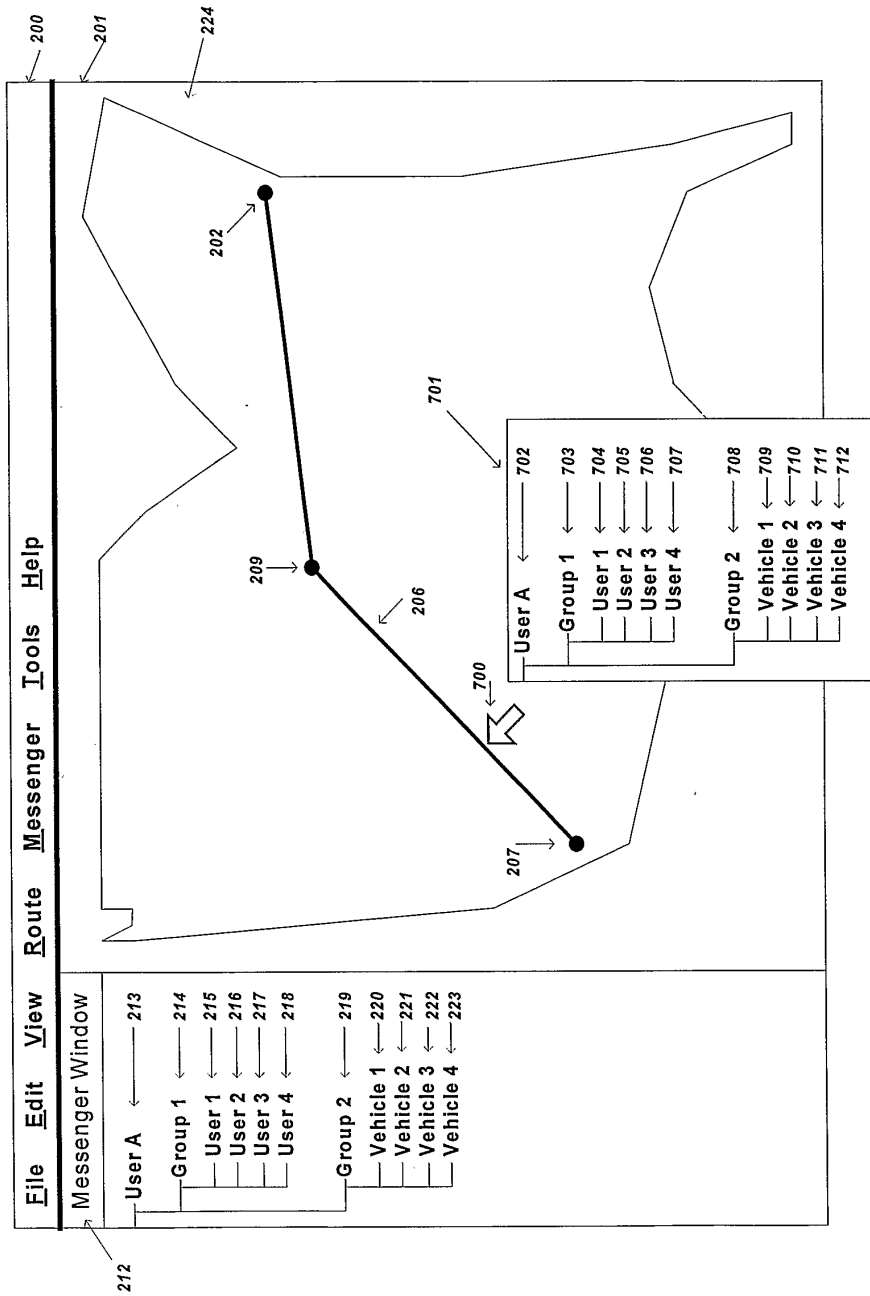 File Edit View Route Messenger Tools Help
200
201
224
Messenger Window
212
User A 213
Group 1 214
User 1 215
User 2 216
User 3 217
User 4 218
Group 2 219
Vehicle 1 220
Vehicle 2 221
Vehicle 3 222
Vehicle 4 223
202
209
206
700
207
701
User A 702
Group 1 703
User 1 704
User 2 705
User 3 706
User 4 707
Group 2 708
Vehicle 1 709
Vehicle 2 710
Vehicle 3 711
Vehicle 4 712